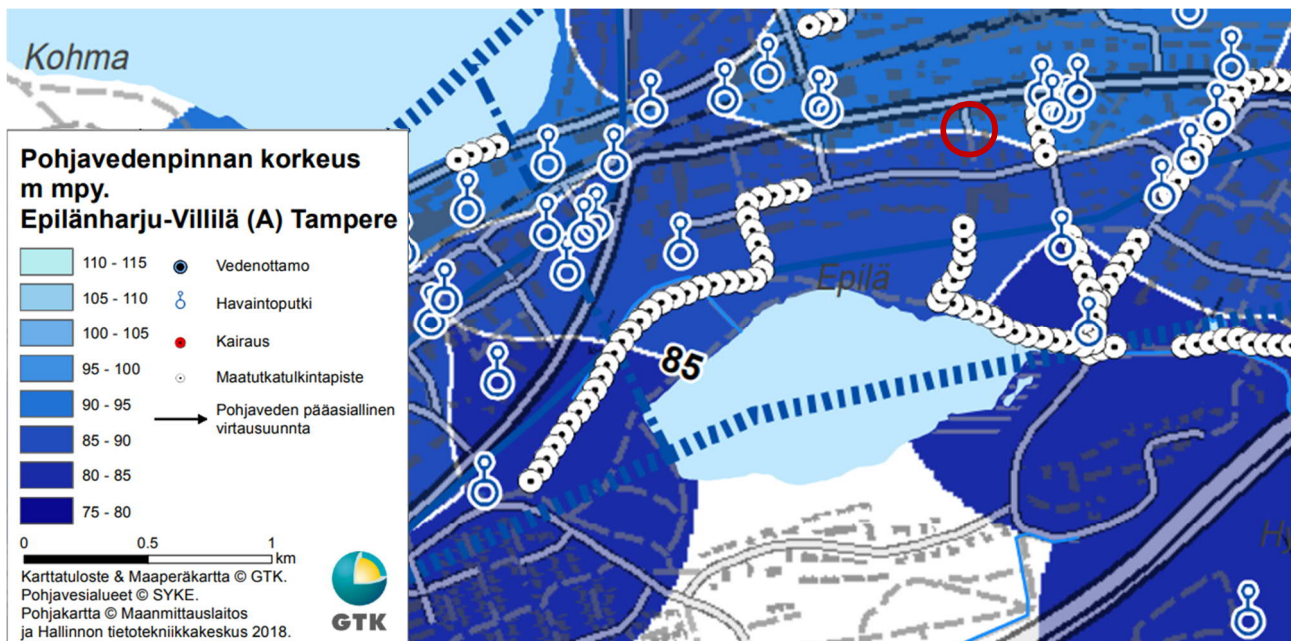 Kohma
Pohjavedenpinnan korkeus
m mpy.
Epilänharju-Villilä (A) Tampere
110 - 115
Vedenottamo
105 - 110
Havaintoputki
100 - 105
Kairaus
95 - 100
Maatutkatulkintapiste
90 - 95
Pohjaveden pääasiallinen
virtausuunnta
85 - 90
80 - 85
75 - 80
0 0.5 1
km
Karttatuloste & Maaperäkartta © GTK.
Pohjavesialueet © SYKE.
Pohjakartta © Maanmittauslaitos
ja Hallinnon tietotekniikkakeskus 2018.
GTK
Epilä
85
Hy